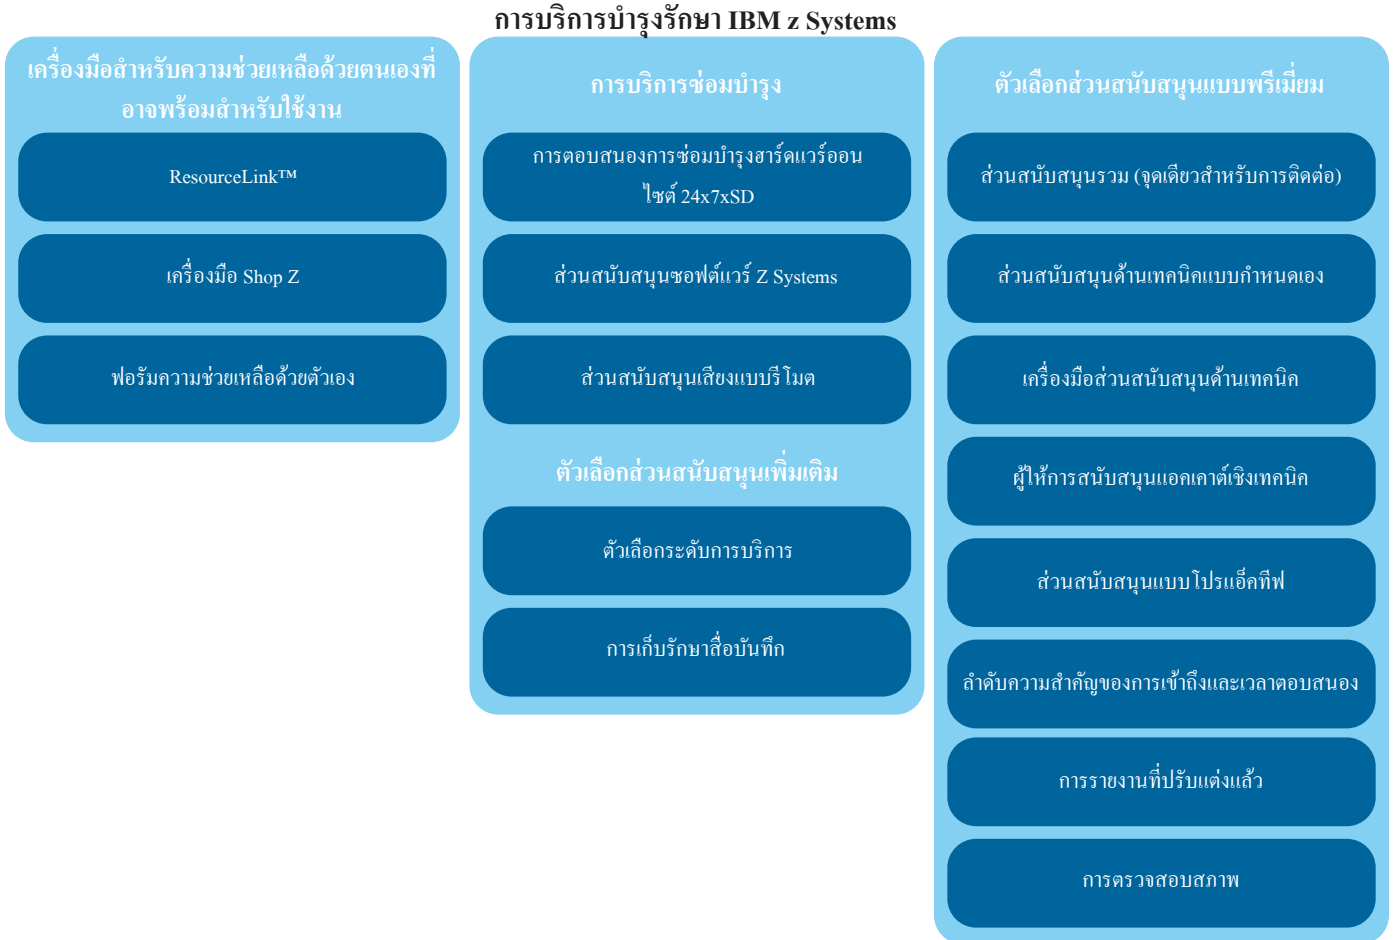 การบริการบำรุงรักษา IBM z Systems
เครื่องมือสำหรับความช่วยเหลือด้วยตนเองที่
อาจพร้อมสำหรับใช้งาน
ResourceLink™
เครื่องมือ Shop Z
ฟอรัมความช่วยเหลือด้วยตัวเอง
การบริการซ่อมบำรุง
การตอบสนองการซ่อมบำรุงฮาร์ดแวร์ออน
ไซต์ 24x7xSD
ส่วนสนับสนุนซอฟต์แวร์ Z Systems
ส่วนสนับสนุนเสียงแบบรีโมต
ตัวเลือกส่วนสนับสนุนเพิ่มเติม
ตัวเลือกระดับการบริการ
การเก็บรักษาสื่อบันทึก
ตัวเลือกส่วนสนับสนุนแบบพรีเมี่ยม
ส่วนสนับสนุนรวม (จุดเดียวสำหรับการติดต่อ)
ส่วนสนับสนุนด้านเทคนิคแบบกำหนดเอง
เครื่องมือส่วนสนับสนุนด้านเทคนิค
ผู้ให้การสนับสนุนแอคเคาต์เชิงเทคนิค
ส่วนสนับสนุนแบบโปรแอ็คทีฟ
ลำดับความสำคัญของการเข้าถึงและเวลาตอบสนอง
การรายงานที่ปรับแต่งแล้ว
การตรวจสอบสภาพ